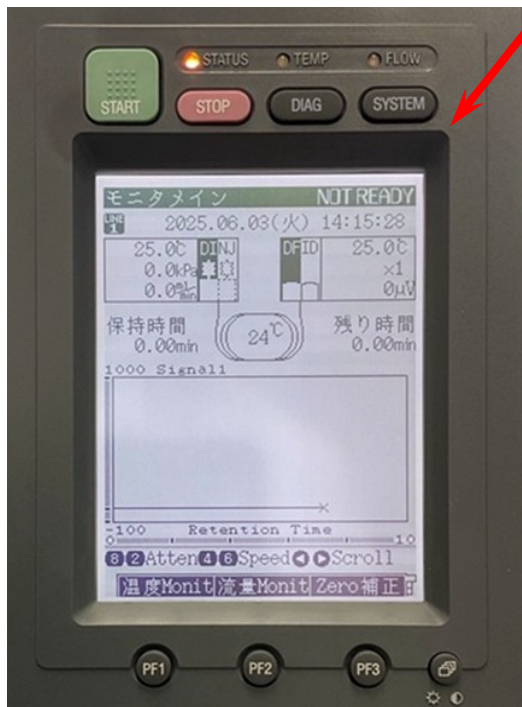 STATUS TEMP FLOW
START STOP DIAG SYSTEM
モニタメイン NOT READY
LINE 1 2025.06.03(火) 14:15:28
25.0℃ DINJ DFID 25.0℃
0.0kPa ×1
0.0mL/min 0μV
保持時間 24℃ 残り時間
0.00min 0.00min
1000 Signal1
-100 Retention Time
0 10
8 2 Atten 4 6 Speed Scroll
温度Monit 流量Monit Zero補正
PF1 PF2 PF3